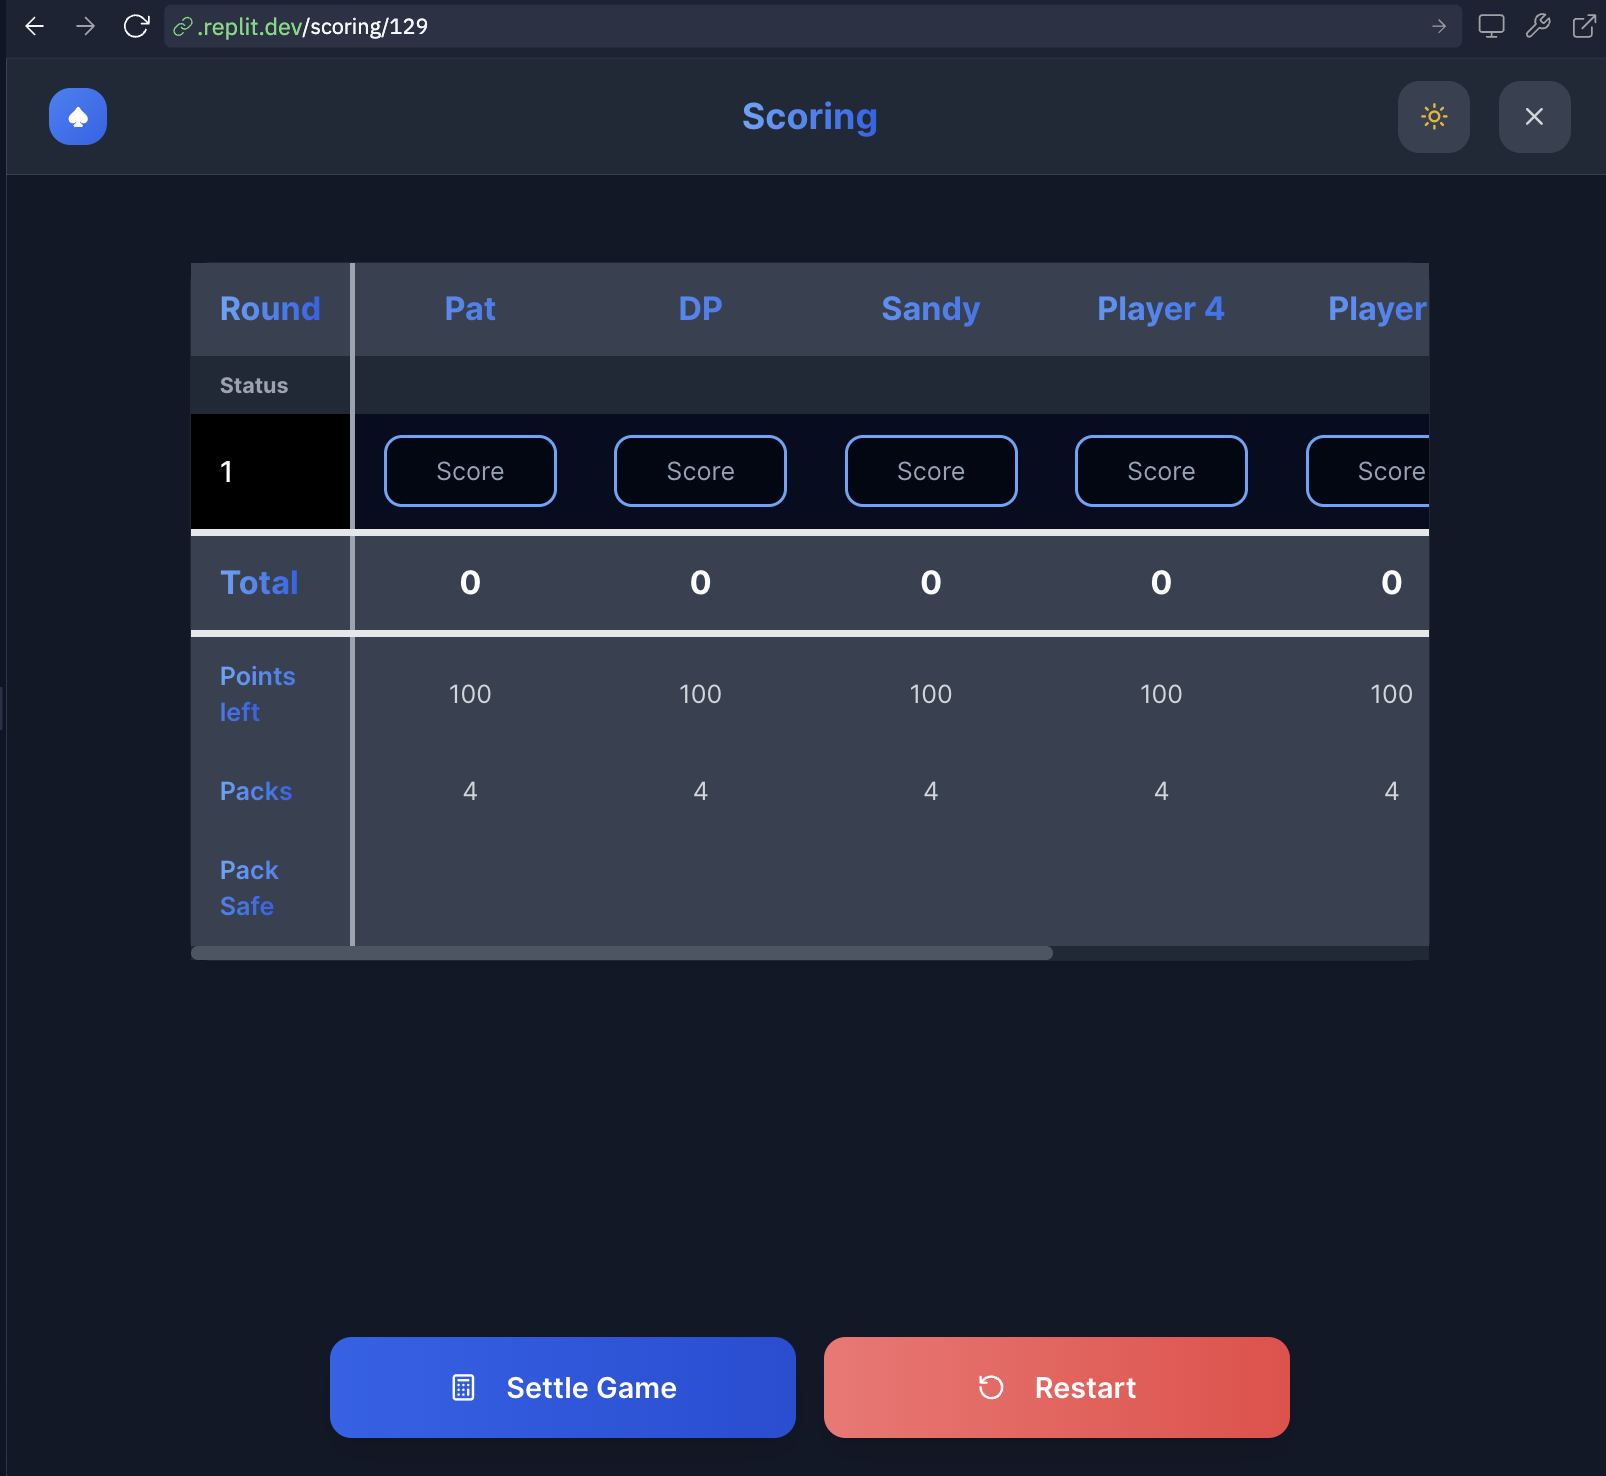 .replit.dev/scoring/129
Scoring
Round Pat DP Sandy Player 4 Player
Status
1 Score Score Score Score Score
Total 0 0 0 0 0
Points
left 100 100 100 100 100
Packs 4 4 4 4 4
Pack
Safe
Settle Game Restart